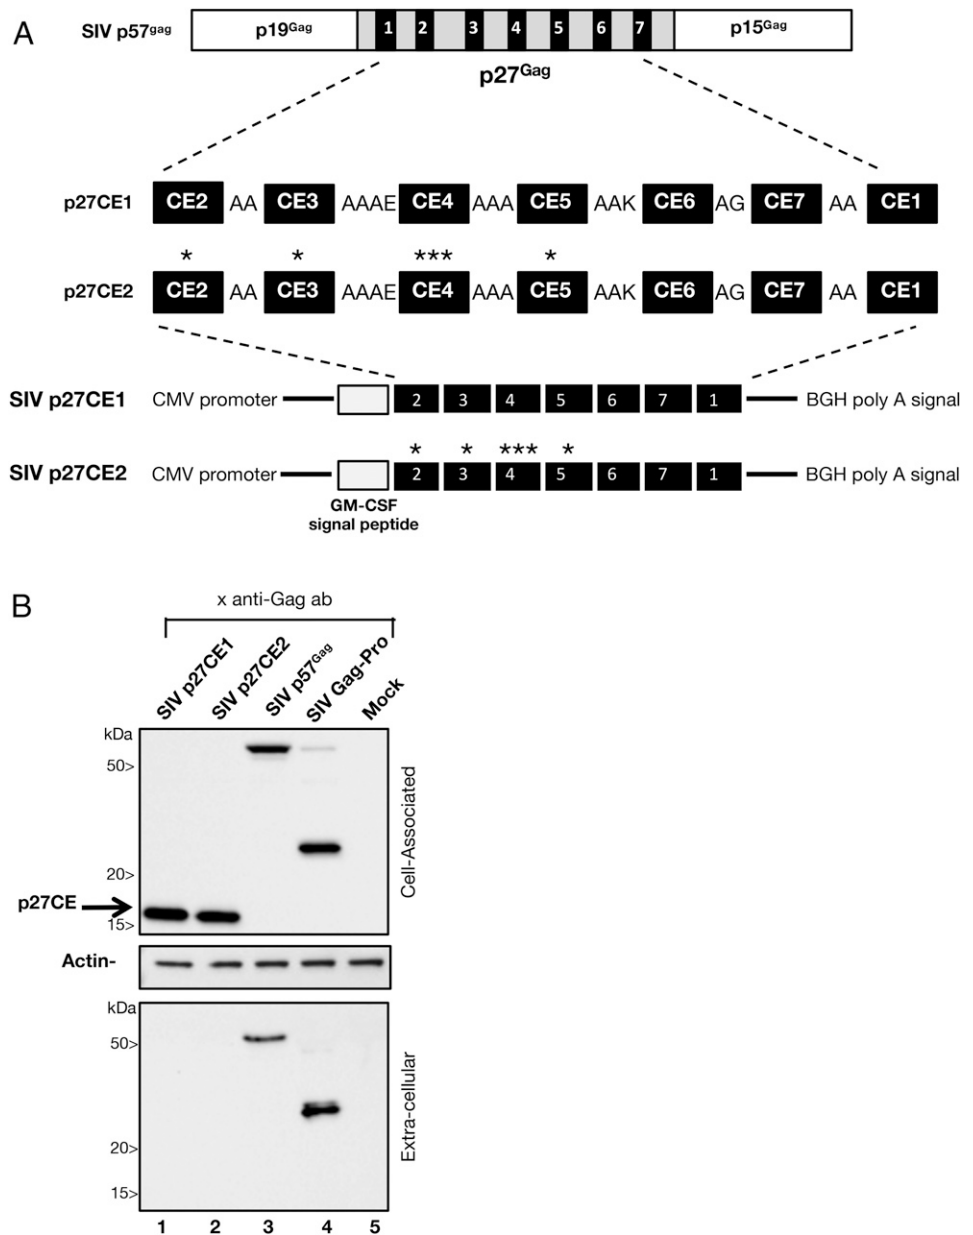 A
SIV p57gag
p19Gag
1 2 3 4 5 6 7
p15Gag
p27Gag
p27CE1
CE2 AA CE3 AAAE CE4 AAA CE5 AAK CE6 AG CE7 AA CE1
* * *** *
p27CE2
CE2 AA CE3 AAAE CE4 AAA CE5 AAK CE6 AG CE7 AA CE1
SIV p27CE1 CMV promoter 2 3 4 5 6 7 1 BGH poly A signal
* * *** *
SIV p27CE2 CMV promoter 2 3 4 5 6 7 1 BGH poly A signal
GM-CSF
signal peptide
B
x anti-Gag ab
SIV p27CE1
SIV p27CE2
SIV p57Gag
SIV Gag-Pro
Mock
kDa
50>
20>
p27CE
15>
Cell-Associated
Actin-
kDa
50>
20>
15>
Extra-cellular
1 2 3 4 5